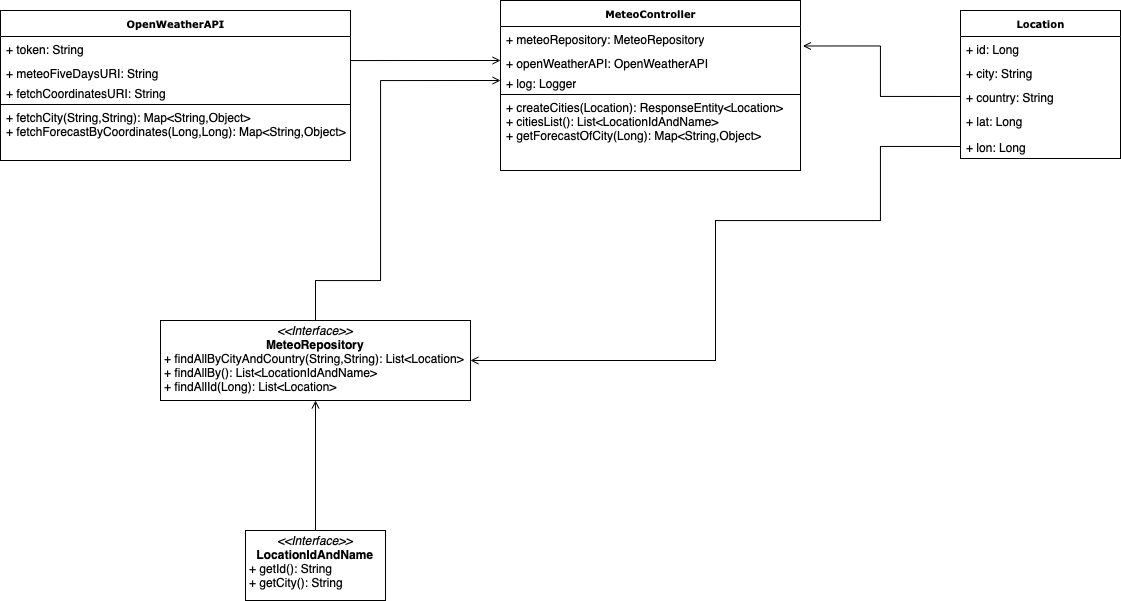 OpenWeatherAPI
+ token: String
+ meteoFiveDaysURI: String
+ fetchCoordinatesURI: String
+ fetchCity(String,String): Map<String,Object>
+ fetchForecastByCoordinates(Long,Long): Map<String,Object>
MeteoController
+ meteoRepository: MeteoRepository
+ openWeatherAPI: OpenWeatherAPI
+ log: Logger
+ createCities(Location): ResponseEntity<Location>
+ citiesList(): List<LocationIdAndName>
+ getForecastOfCity(Long): Map<String,Object>
Location
+ id: Long
+ city: String
+ country: String
+ lat: Long
+ lon: Long
<<Interface>>
MeteoRepository
+ findAllByCityAndCountry(String,String): List<Location>
+ findAllBy(): List<LocationIdAndName>
+ findAllId(Long): List<Location>
<<Interface>>
LocationIdAndName
+ getId(): String
+ getCity(): String